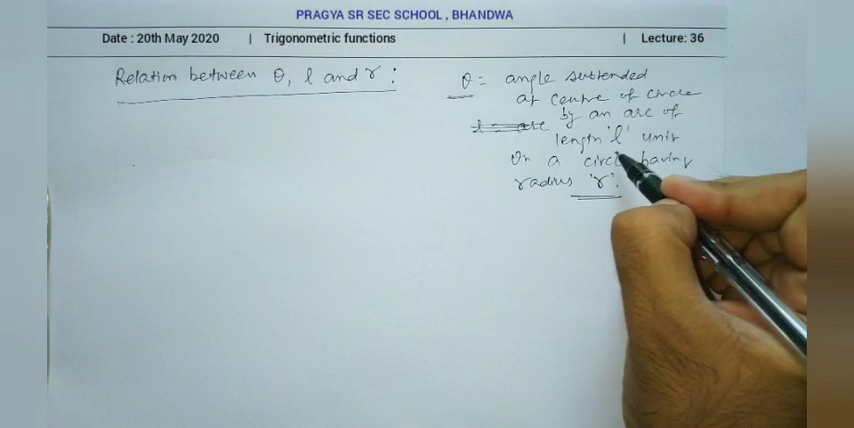 PRAGYA SR SEC SCHOOL, BHANDWA
Date : 20th May 2020 | Trigonometric functions | Lecture: 36
Relation between θ, l and r :
θ = angle subtended
at centre of circle
by an arc of
length 'l' unit
on a circle having
radius 'r'.